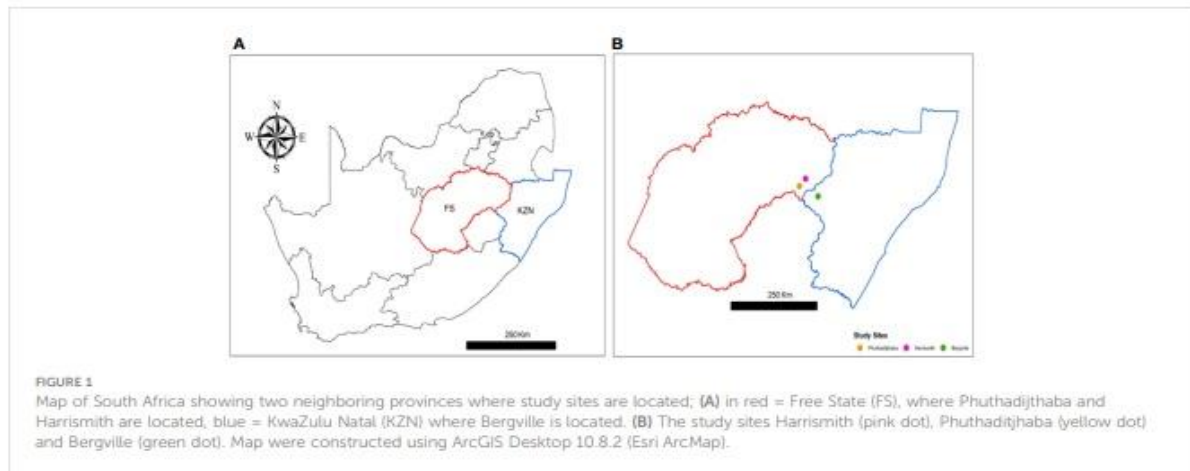 A
B
N
W E
S
FS
KZN
250 Km
250 Km
Study Sites
Harrismith
FIGURE 1
Map of South Africa showing two neighboring provinces where study sites are located; (A) in red = Free State (FS), where Phuthadijthaba and
Harrismith are located, blue = KwaZulu Natal (KZN) where Bergville is located. (B) The study sites Harrismith (pink dot), Phuthaditjhaba (yellow dot)
and Bergville (green dot). Map were constructed using ArcGIS Desktop 10.8.2 (Esri ArcMap).